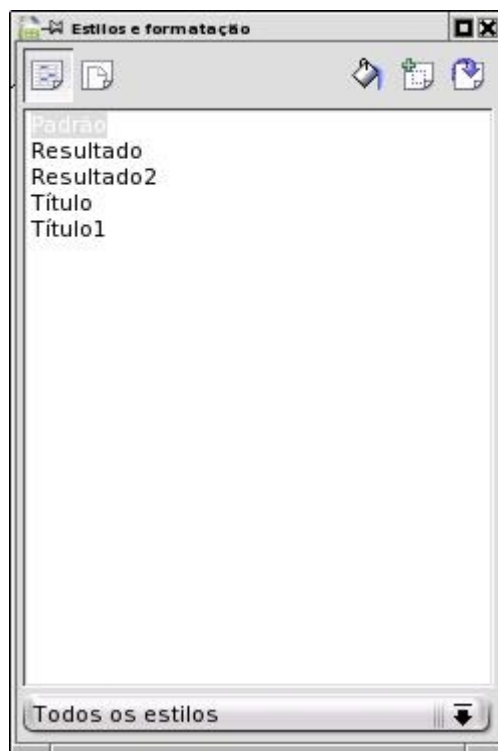 Estilos e formatação
Padrão
Resultado
Resultado2
Título
Título1
Todos os estilos